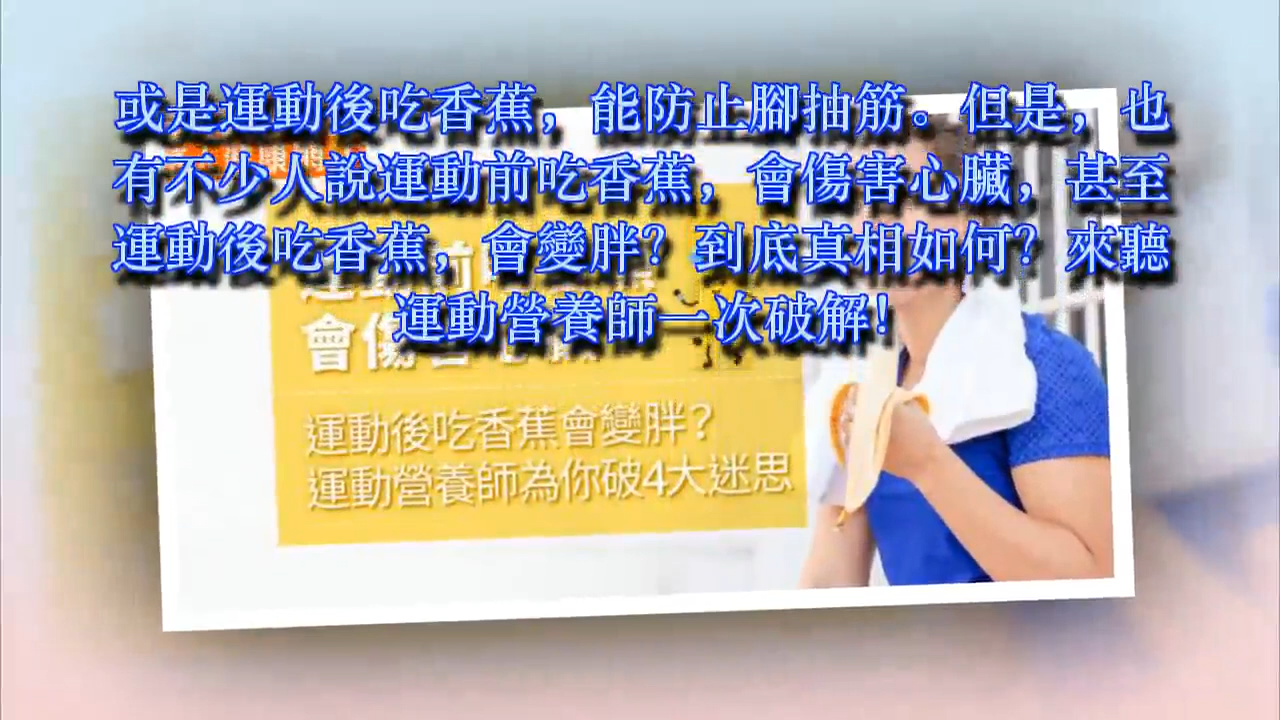 或是運動後吃香蕉，能防止腳抽筋。但是，也
有不少人說運動前吃香蕉，會傷害心臟，甚至
運動後吃香蕉，會變胖？到底真相如何？來聽
運動營養師一次破解！
會傷害
運動後吃香蕉會變胖？
運動營養師為你破4大迷思